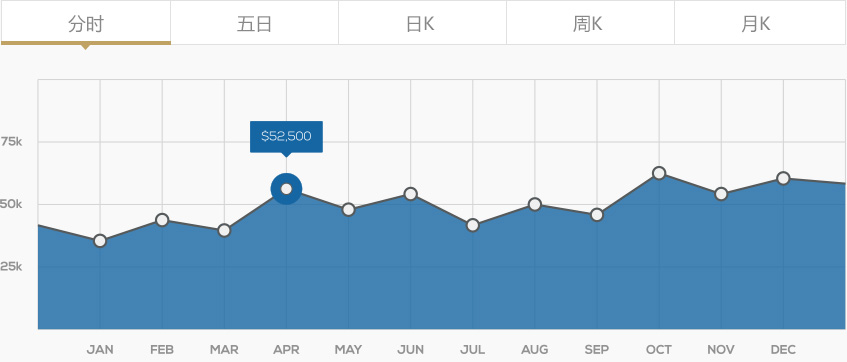 分时 五日 日K 周K 月K
$52,500
75k
50k
25k
JAN FEB MAR APR MAY JUN JUL AUG SEP OCT NOV DEC